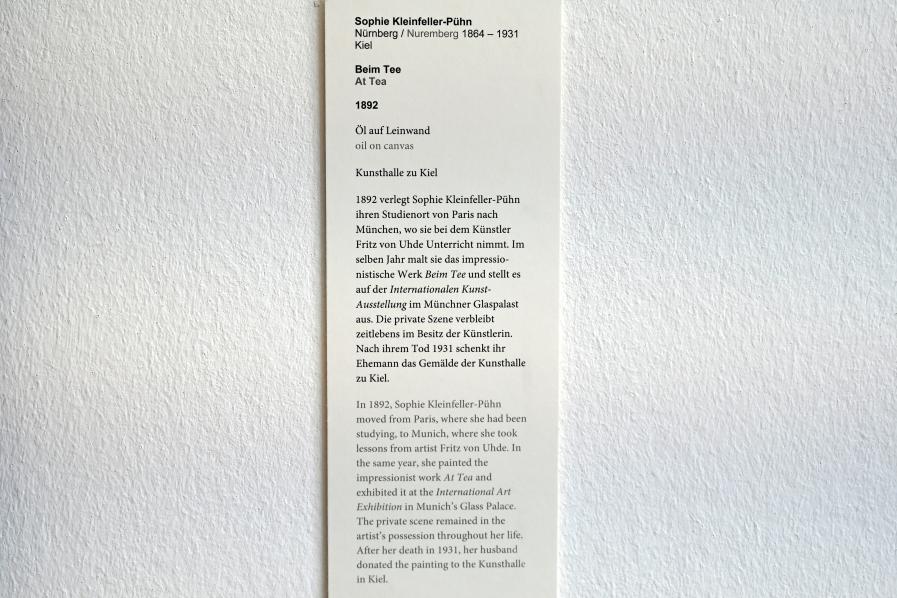 Sophie Kleinfeller-Pühn
Nürnberg / Nuremberg 1864 – 1931
Kiel
Beim Tee
At Tea
1892
Öl auf Leinwand
oil on canvas
Kunsthalle zu Kiel
1892 verlegt Sophie Kleinfeller-Pühn
ihren Studienort von Paris nach
München, wo sie bei dem Künstler
Fritz von Uhde Unterricht nimmt. Im
selben Jahr malt sie das impressio-
nistische Werk Beim Tee und stellt es
auf der Internationalen Kunst-
Ausstellung im Münchner Glaspalast
aus. Die private Szene verbleibt
zeitlebens im Besitz der Künstlerin.
Nach ihrem Tod 1931 schenkt ihr
Ehemann das Gemälde der Kunsthalle
zu Kiel.
In 1892, Sophie Kleinfeller-Pühn
moved from Paris, where she had been
studying, to Munich, where she took
lessons from artist Fritz von Uhde. In
the same year, she painted the
impressionist work At Tea and
exhibited it at the International Art
Exhibition in Munich's Glass Palace.
The private scene remained in the
artist's possession throughout her life.
After her death in 1931, her husband
donated the painting to the Kunsthalle
in Kiel.